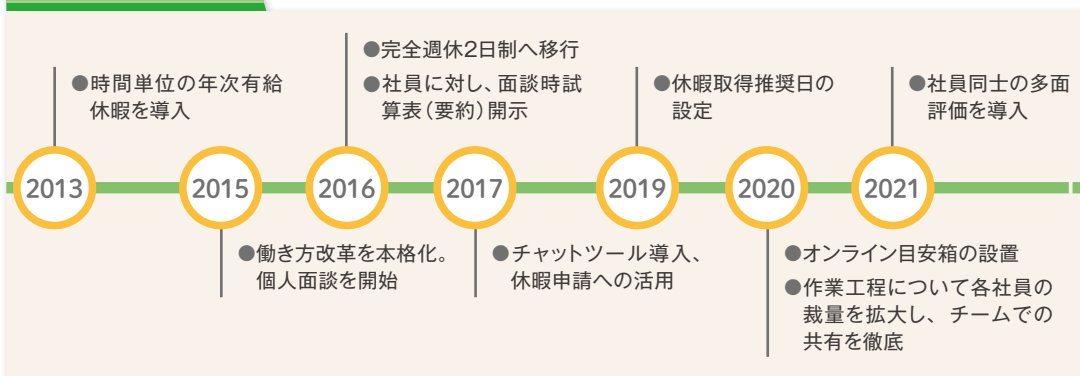 ●時間単位の年次有給
休暇を導入
●完全週休2日制へ移行
●社員に対し、面談時試
算表(要約)開示
●休暇取得推奨日の
設定
●社員同士の多面
評価を導入
2013
2015
2016
2017
2019
2020
2021
●働き方改革を本格化。
個人面談を開始
●チャットツール導入、
休暇申請への活用
●オンライン目安箱の設置
●作業工程について各社員の
裁量を拡大し、チームでの
共有を徹底